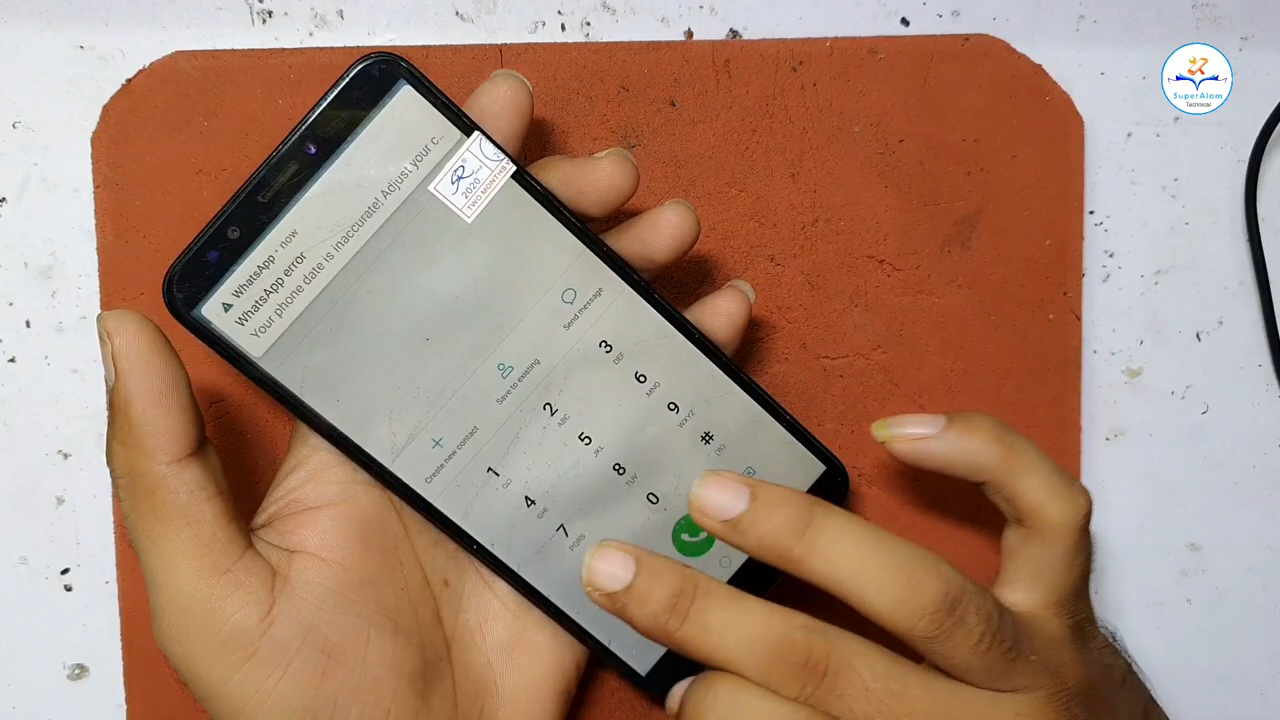 WhatsApp • now
WhatsApp error
Your phone date is inaccurate! Adjust your c..
SR
2020
TWO MONTHS
Create new contact
Save to existing
Send message
1
2 ABC
3 DEF
4 GHI
5 JKL
6 MNO
7 PQRS
8 TUV
9 WXYZ
0
# (W)
SuperAlom
Technical